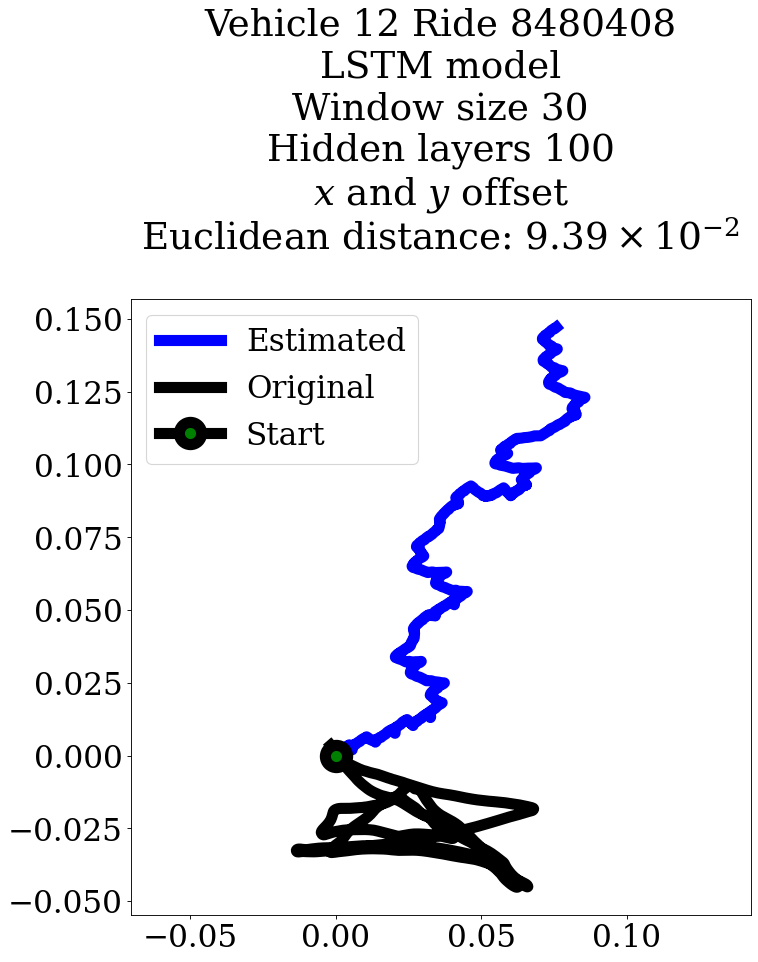 Vehicle 12 Ride 8480408
LSTM model
Window size 30
Hidden layers 100
x and y offset
Euclidean distance: 9.39 × 10⁻²
0.150
0.125
0.100
0.075
0.050
0.025
0.000
−0.025
−0.050
Estimated
Original
Start
−0.05 0.00 0.05 0.10